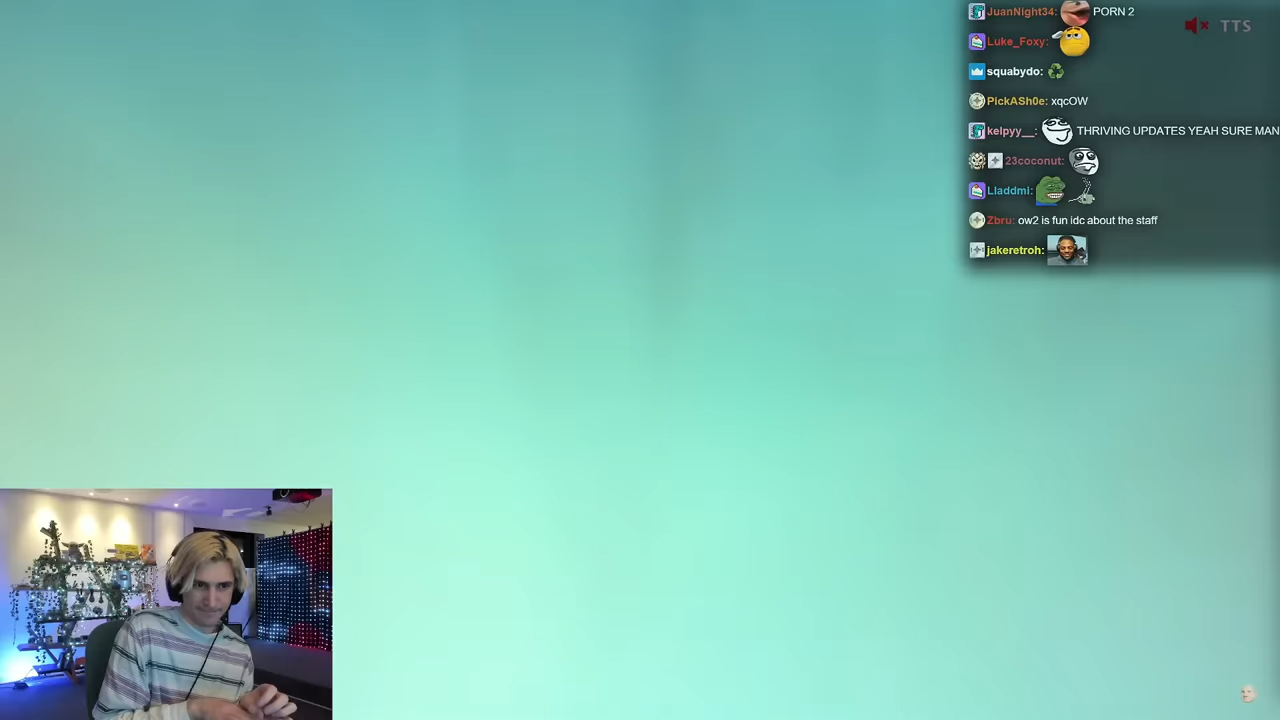 JuanNight34: PORN 2
TTS
Luke_Foxy:
squabydo:
PickASh0e: xqcOW
kelpyy__: THRIVING UPDATES YEAH SURE MAN
23coconut:
Lladdmi:
Zbru: ow2 is fun idc about the staff
jakeretroh: